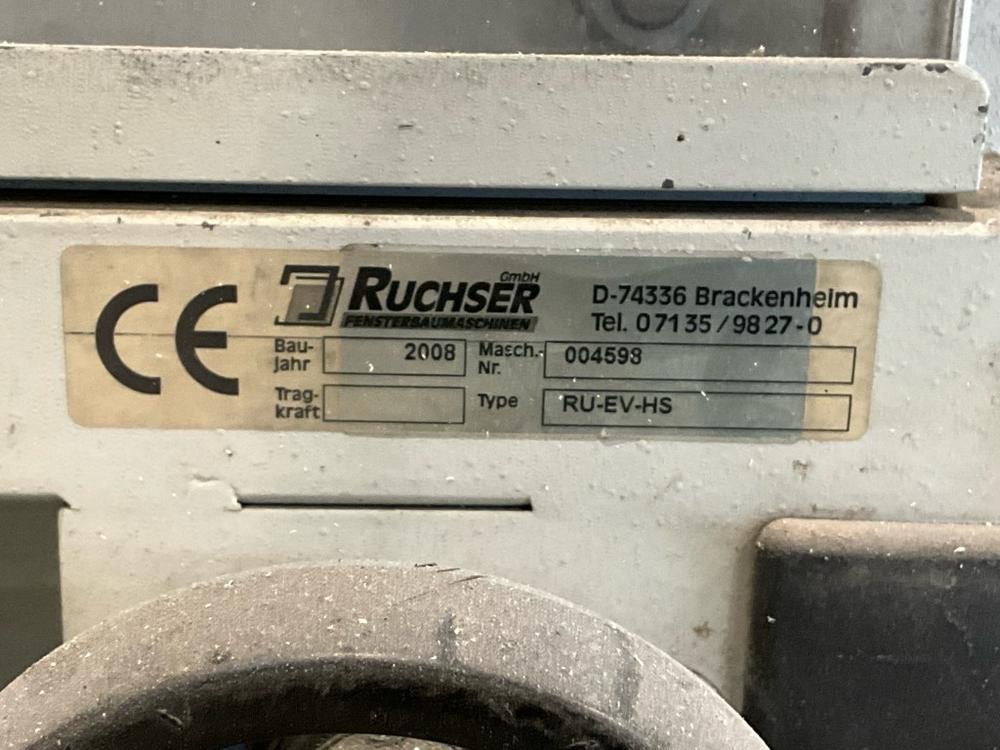 CE
RUCHSER GmbH
FENSTERBAUMASCHINEN
D-74336 Brackenheim
Tel. 07135/9827-0
Bau-
jahr
2008
Masch.-
Nr.
004598
Trag-
kraft
Type
RU-EV-HS